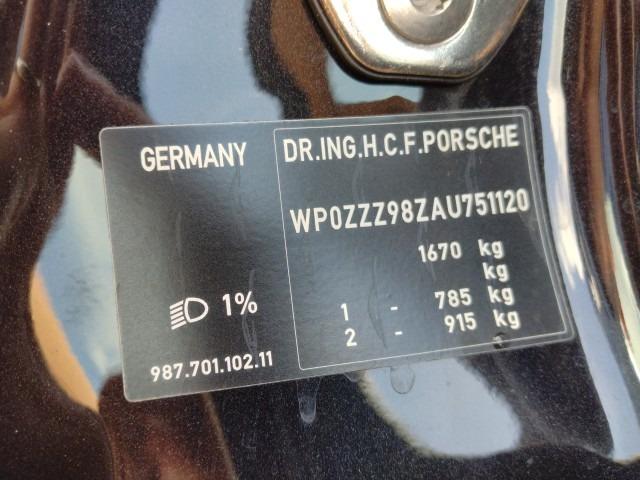 GERMANY
DR.ING.H.C.F.PORSCHE
WP0ZZZ98ZAU751120
1670 kg
kg
1 - 785 kg
2 - 915 kg
1%
987.701.102.11